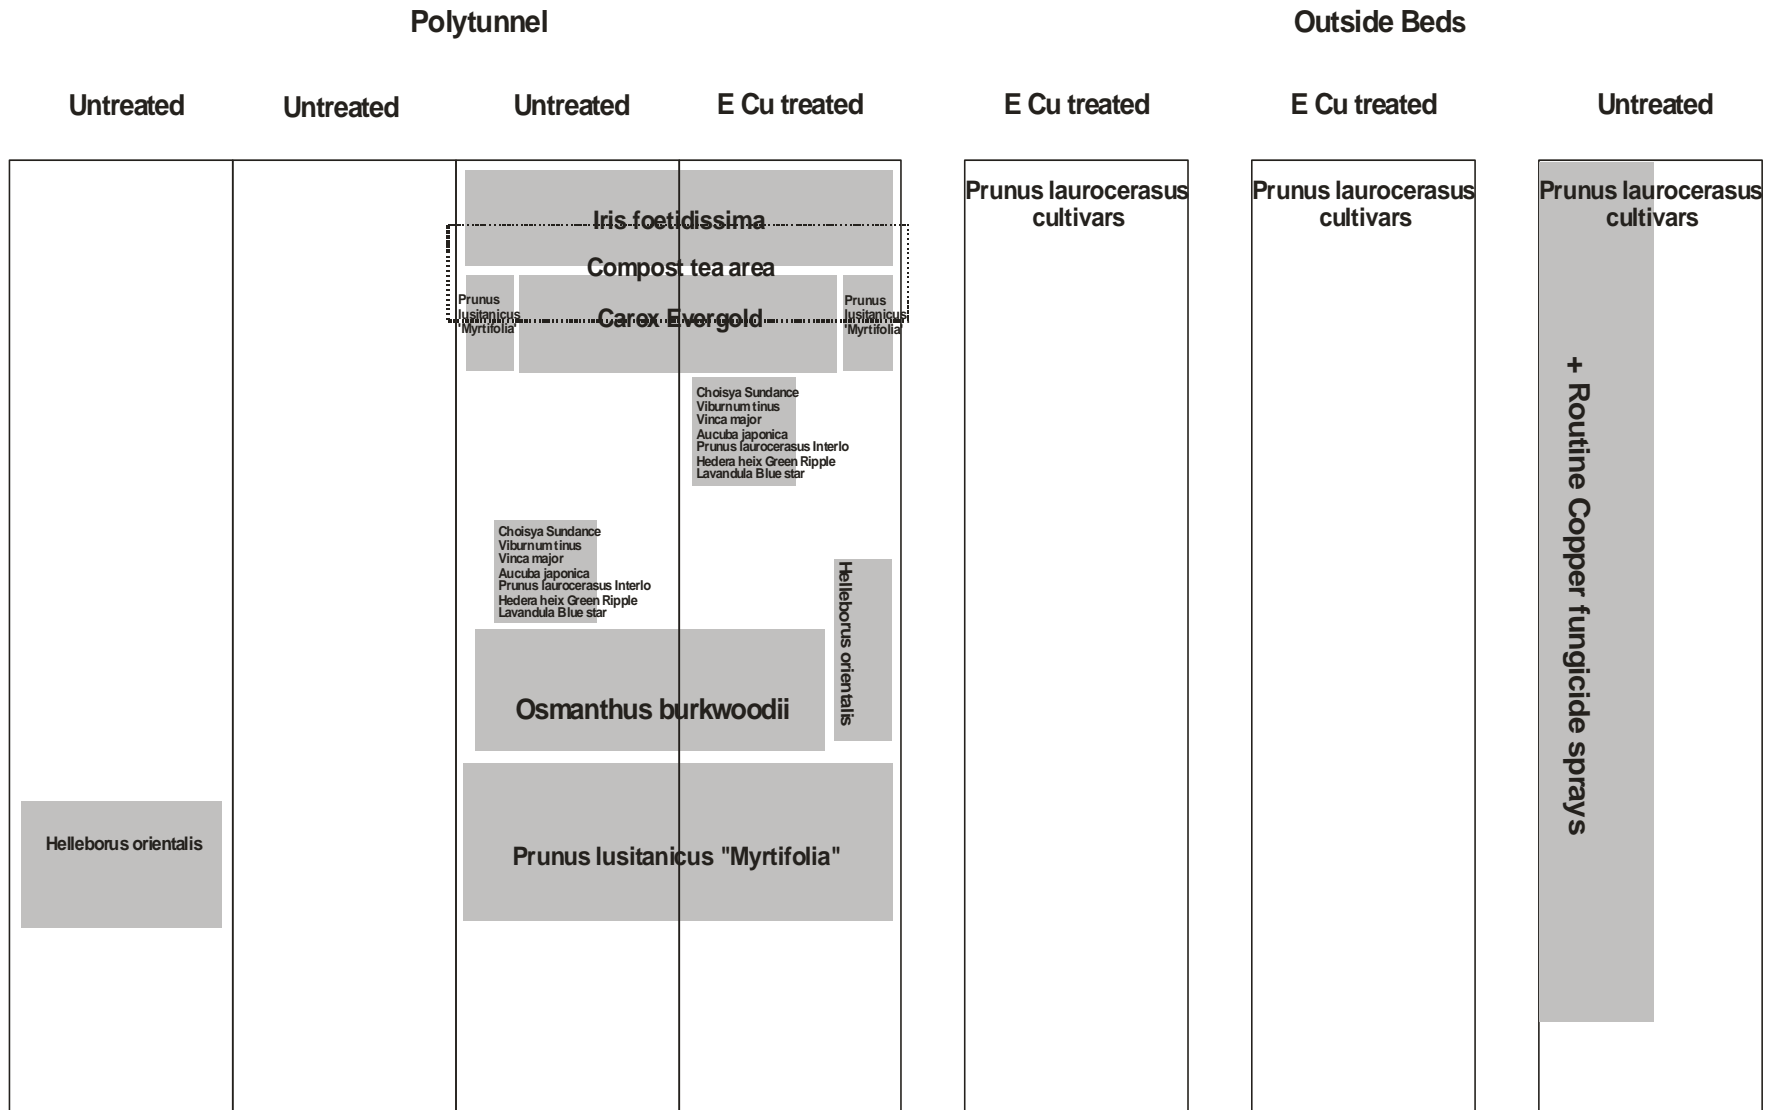 Polytunnel
Outside Beds
Untreated
Untreated
Untreated
E Cu treated
E Cu treated
E Cu treated
Untreated
Iris foetidissima
Compost tea area
Prunus
lusitanicus
'Myrtifolia'
Carox Evergold
Prunus
lusitanicus
'Myrtifolia'
Choisya Sundance
Viburnum tinus
Vinca major
Aucuba japonica
Prunus laurocerasus Interlo
Hedera heix Green Ripple
Lavandula Blue star
Choisya Sundance
Viburnum tinus
Vinca major
Aucuba japonica
Prunus laurocerasus Interlo
Hedera heix Green Ripple
Lavandula Blue star
Helleborus orientalis
Osmanthus burkwoodii
Helleborus orientalis
Prunus lusitanicus "Myrtifolia"
Prunus laurocerasus
cultivars
Prunus laurocerasus
cultivars
Prunus laurocerasus
cultivars
+ Routine Copper fungicide sprays